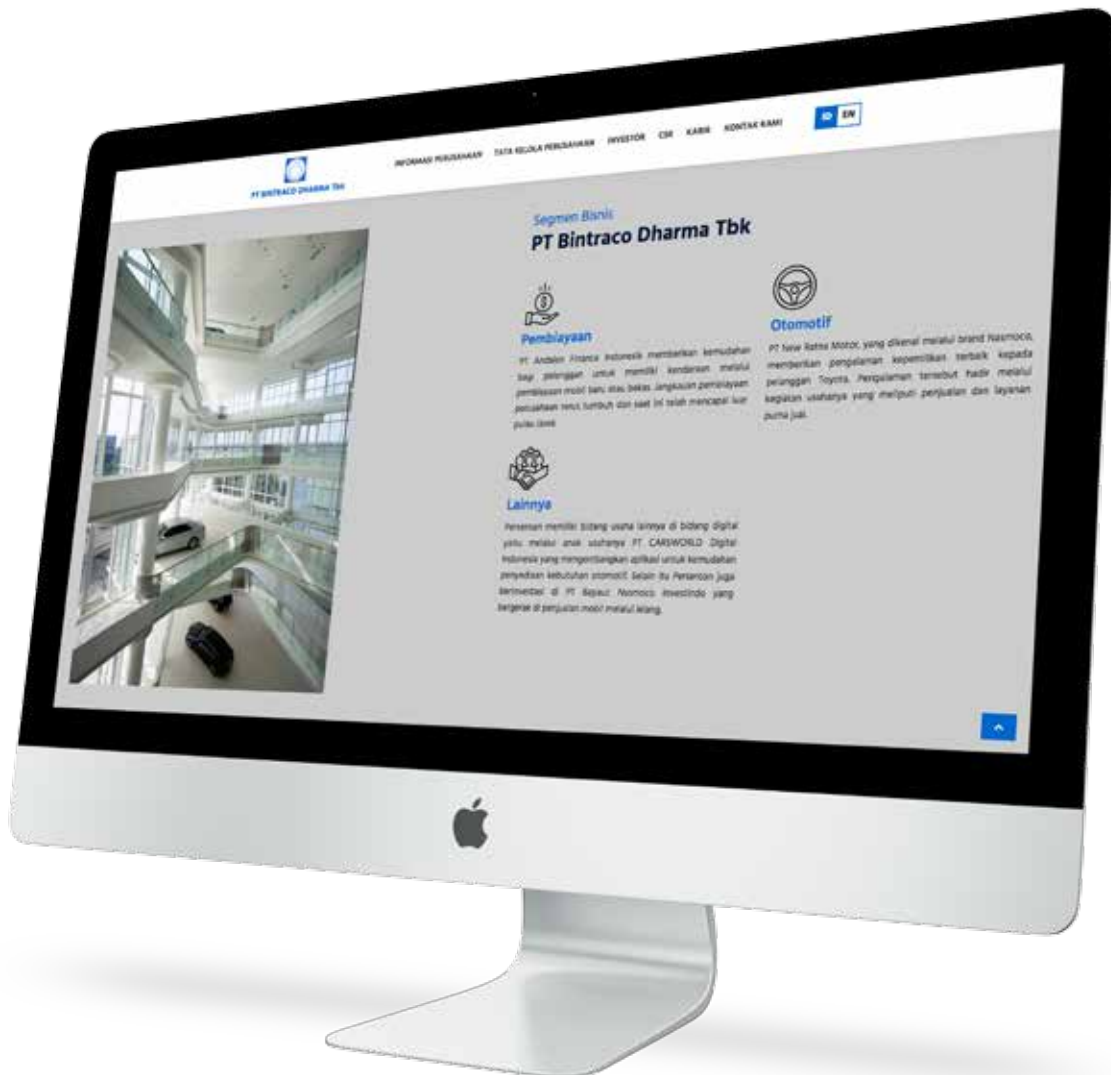 PT BINTRACO DHARMA Tbk
INFORMASI PERUSAHAAN TATA KELOLA PERUSAHAAN INVESTOR CSR KARIR KONTAK KAMI
ID EN
Segmen Bisnis
PT Bintraco Dharma Tbk
Pembiayaan
PT Andalan Finance Indonesia memberikan kemudahan
bagi pelanggan untuk memiliki kendaraan melalui
pembiayaan mobil baru atau bekas. Jangkauan pembiayaan
perusahaan terus tumbuh dan saat ini telah mencapai luar
pulau Jawa.
Otomotif
PT New Ratna Motor, yang dikenal melalui brand Nasmoco,
memberikan pengalaman kepemilikan terbaik kepada
pelanggan Toyota. Pengalaman tersebut hadir melalui
kegiatan usahanya yang meliputi penjualan dan layanan
purna jual.
Lainnya
Perseroan memiliki bidang usaha lainnya di bidang digital
yaitu melalui anak usahanya PT CARSWORLD Digital
Indonesia yang mengembangkan aplikasi untuk kemudahan
penyediaan kebutuhan otomotif. Selain itu Perseroan juga
berinvestasi di PT Nasmoco Investindo yang
bergerak di penjualan mobil melalui lelang.